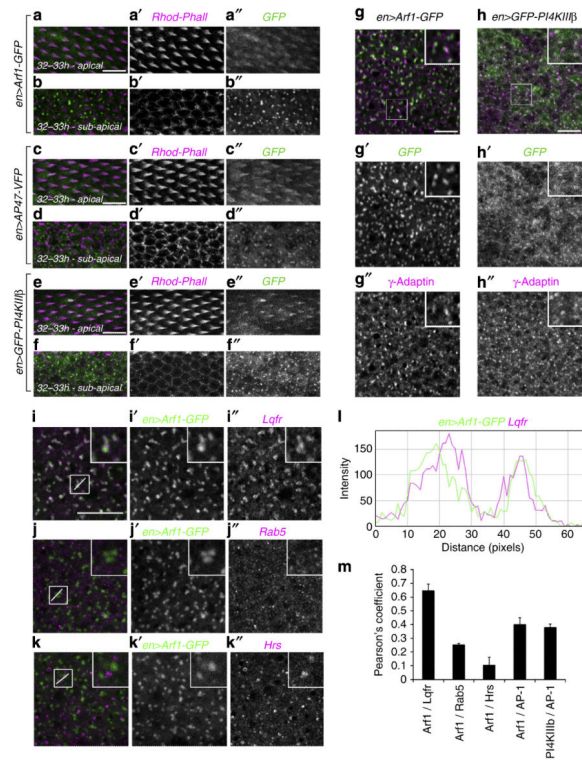 a a′ Rhod-Phall a″ GFP
32–33h - apical
en>Arf1-GFP
b b′ b″
32–33h - sub-apical
c c′ Rhod-Phall c″ GFP
32–33h - apical
en>AP47-VFP
d d′ d″
32–33h - sub-apical
e e′ Rhod-Phall e″ GFP
32–33h - apical
en>GFP-PI4KIIIβ
f f′ f″
32–33h - sub-apical
g en>Arf1-GFP h en>GFP-PI4KIIIβ
g′ GFP h′ GFP
g″ γ-Adaptin h″ γ-Adaptin
i i′ en>Arf1-GFP i″ Lqfr
j j′ en>Arf1-GFP j″ Rab5
k k′ en>Arf1-GFP k″ Hrs
l en>Arf1-GFP Lqfr
Intensity
150
100
50
0
0 10 20 30 40 50 60
Distance (pixels)
m
Pearson's coefficient
0.8
0.7
0.6
0.5
0.4
0.3
0.2
0.1
0
Arf1 / Lqfr
Arf1 / Rab5
Arf1 / Hrs
Arf1 / AP-1
PI4KIIIb / AP-1